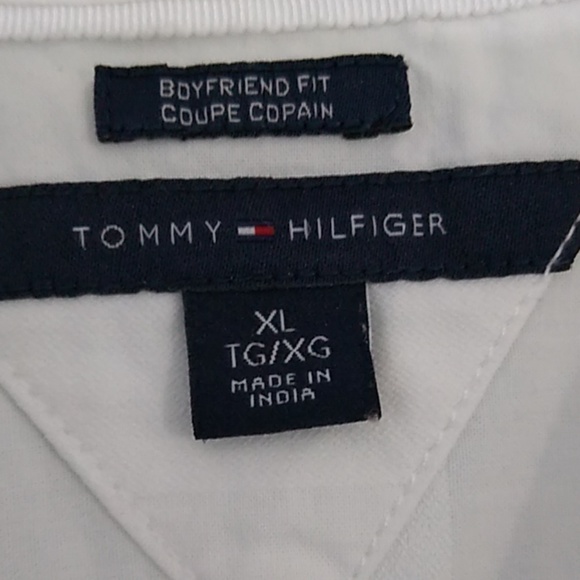 BOYFRIEND FIT
COUPE COPAIN
TOMMY HILFIGER
XL
TG/XG
MADE IN
INDIA